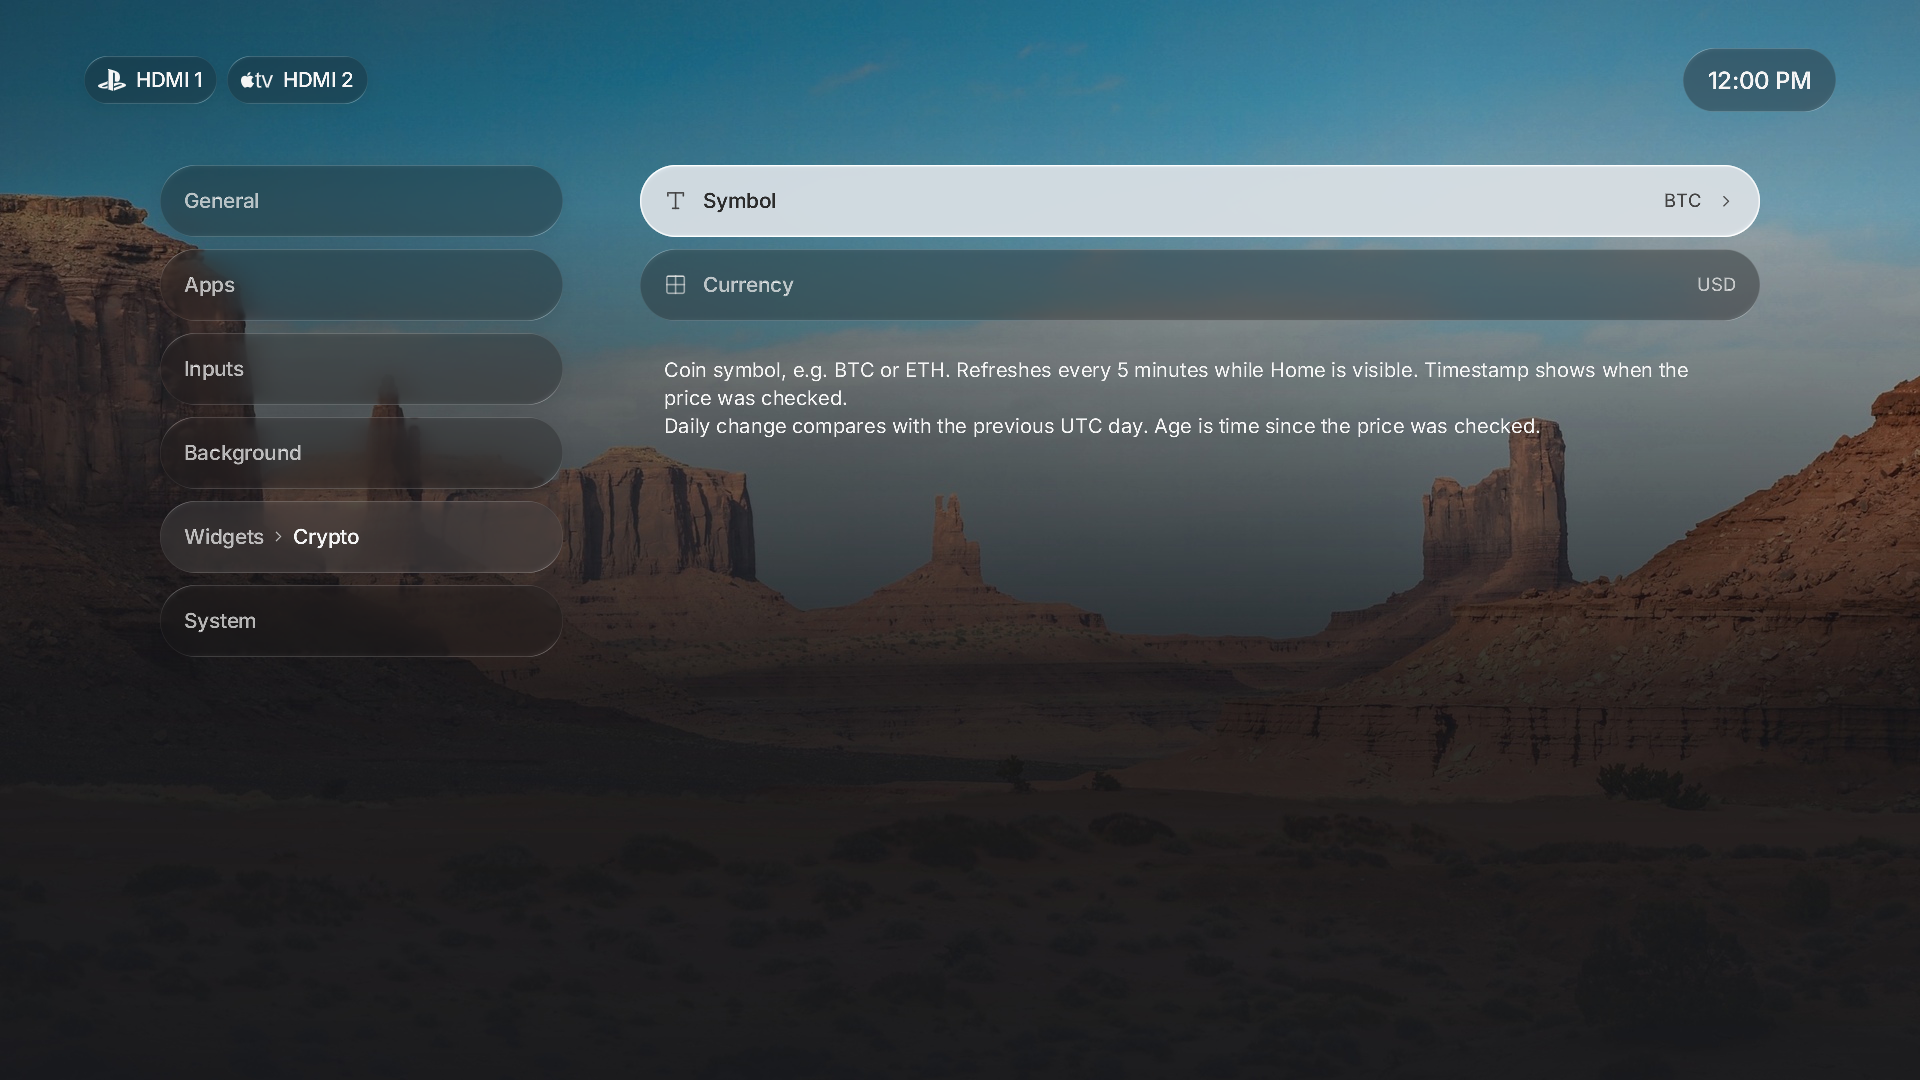 HDMI 1
tv HDMI 2
12:00 PM
General
Apps
Inputs
Background
Widgets > Crypto
System
Symbol
BTC >
Currency
USD
Coin symbol, e.g. BTC or ETH. Refreshes every 5 minutes while Home is visible. Timestamp shows when the
price was checked.
Daily change compares with the previous UTC day. Age is time since the price was checked.